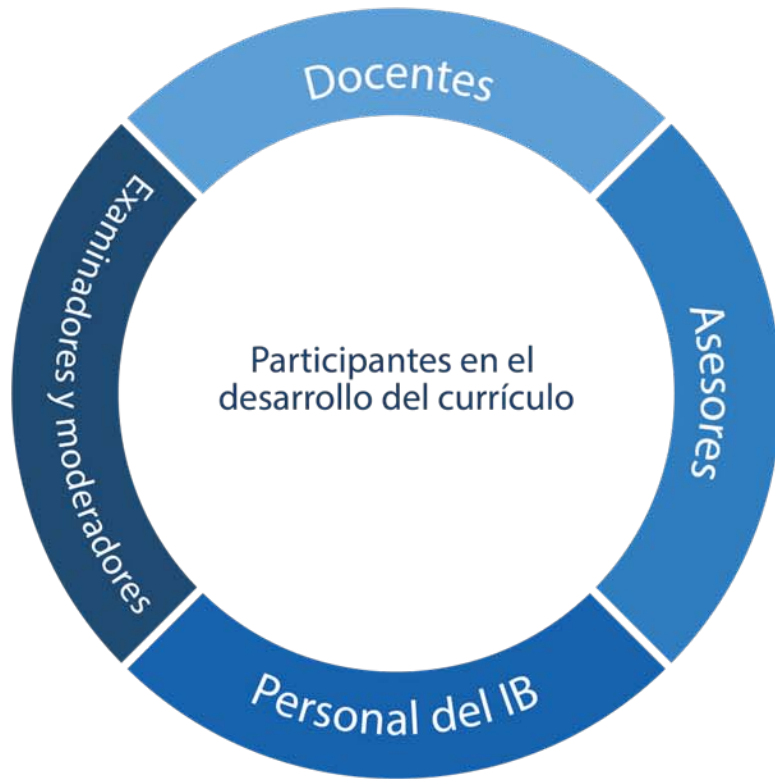 Docentes
Asesores
Personal del IB
Examinadores y moderadores
Participantes en el
desarrollo del currículo